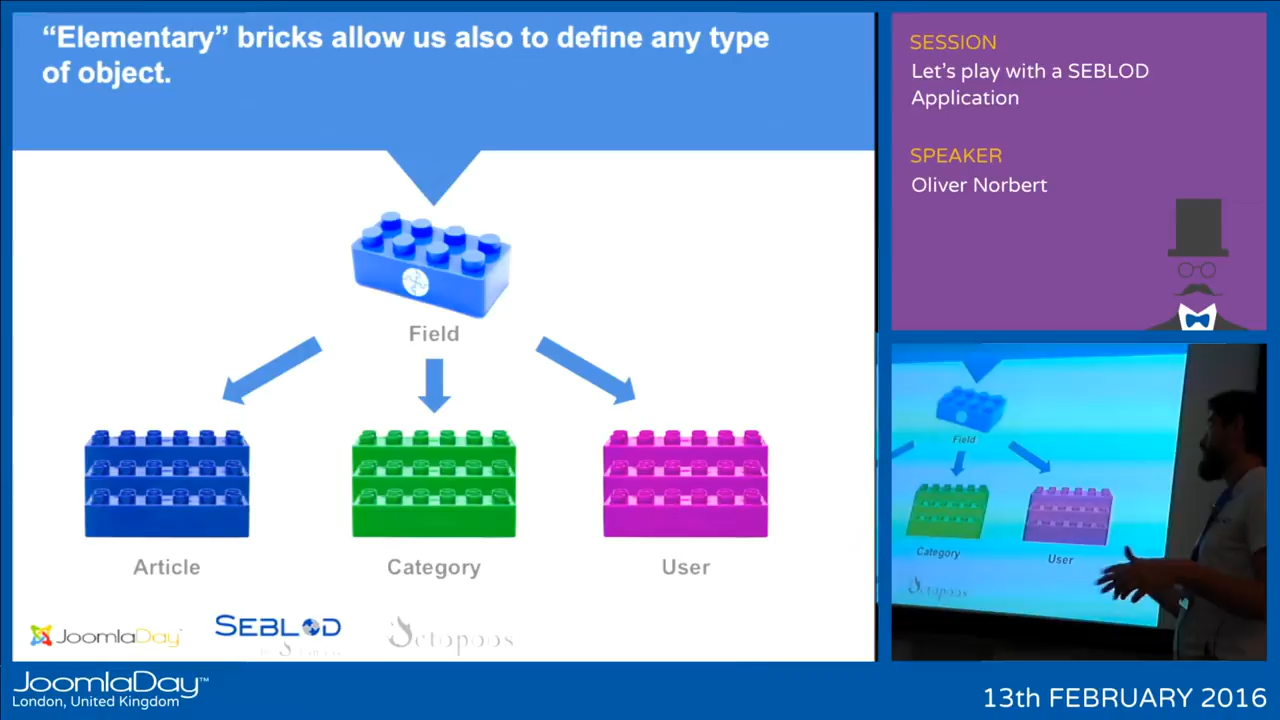 “Elementary” bricks allow us also to define any type
of object.
Field
Article
Category
User
JoomlaDay
SEBLOD
Octopoos
SESSION
Let's play with a SEBLOD
Application
SPEAKER
Oliver Norbert
Field
Category
User
Octopoos
JoomlaDay™
London, United Kingdom
13th FEBRUARY 2016